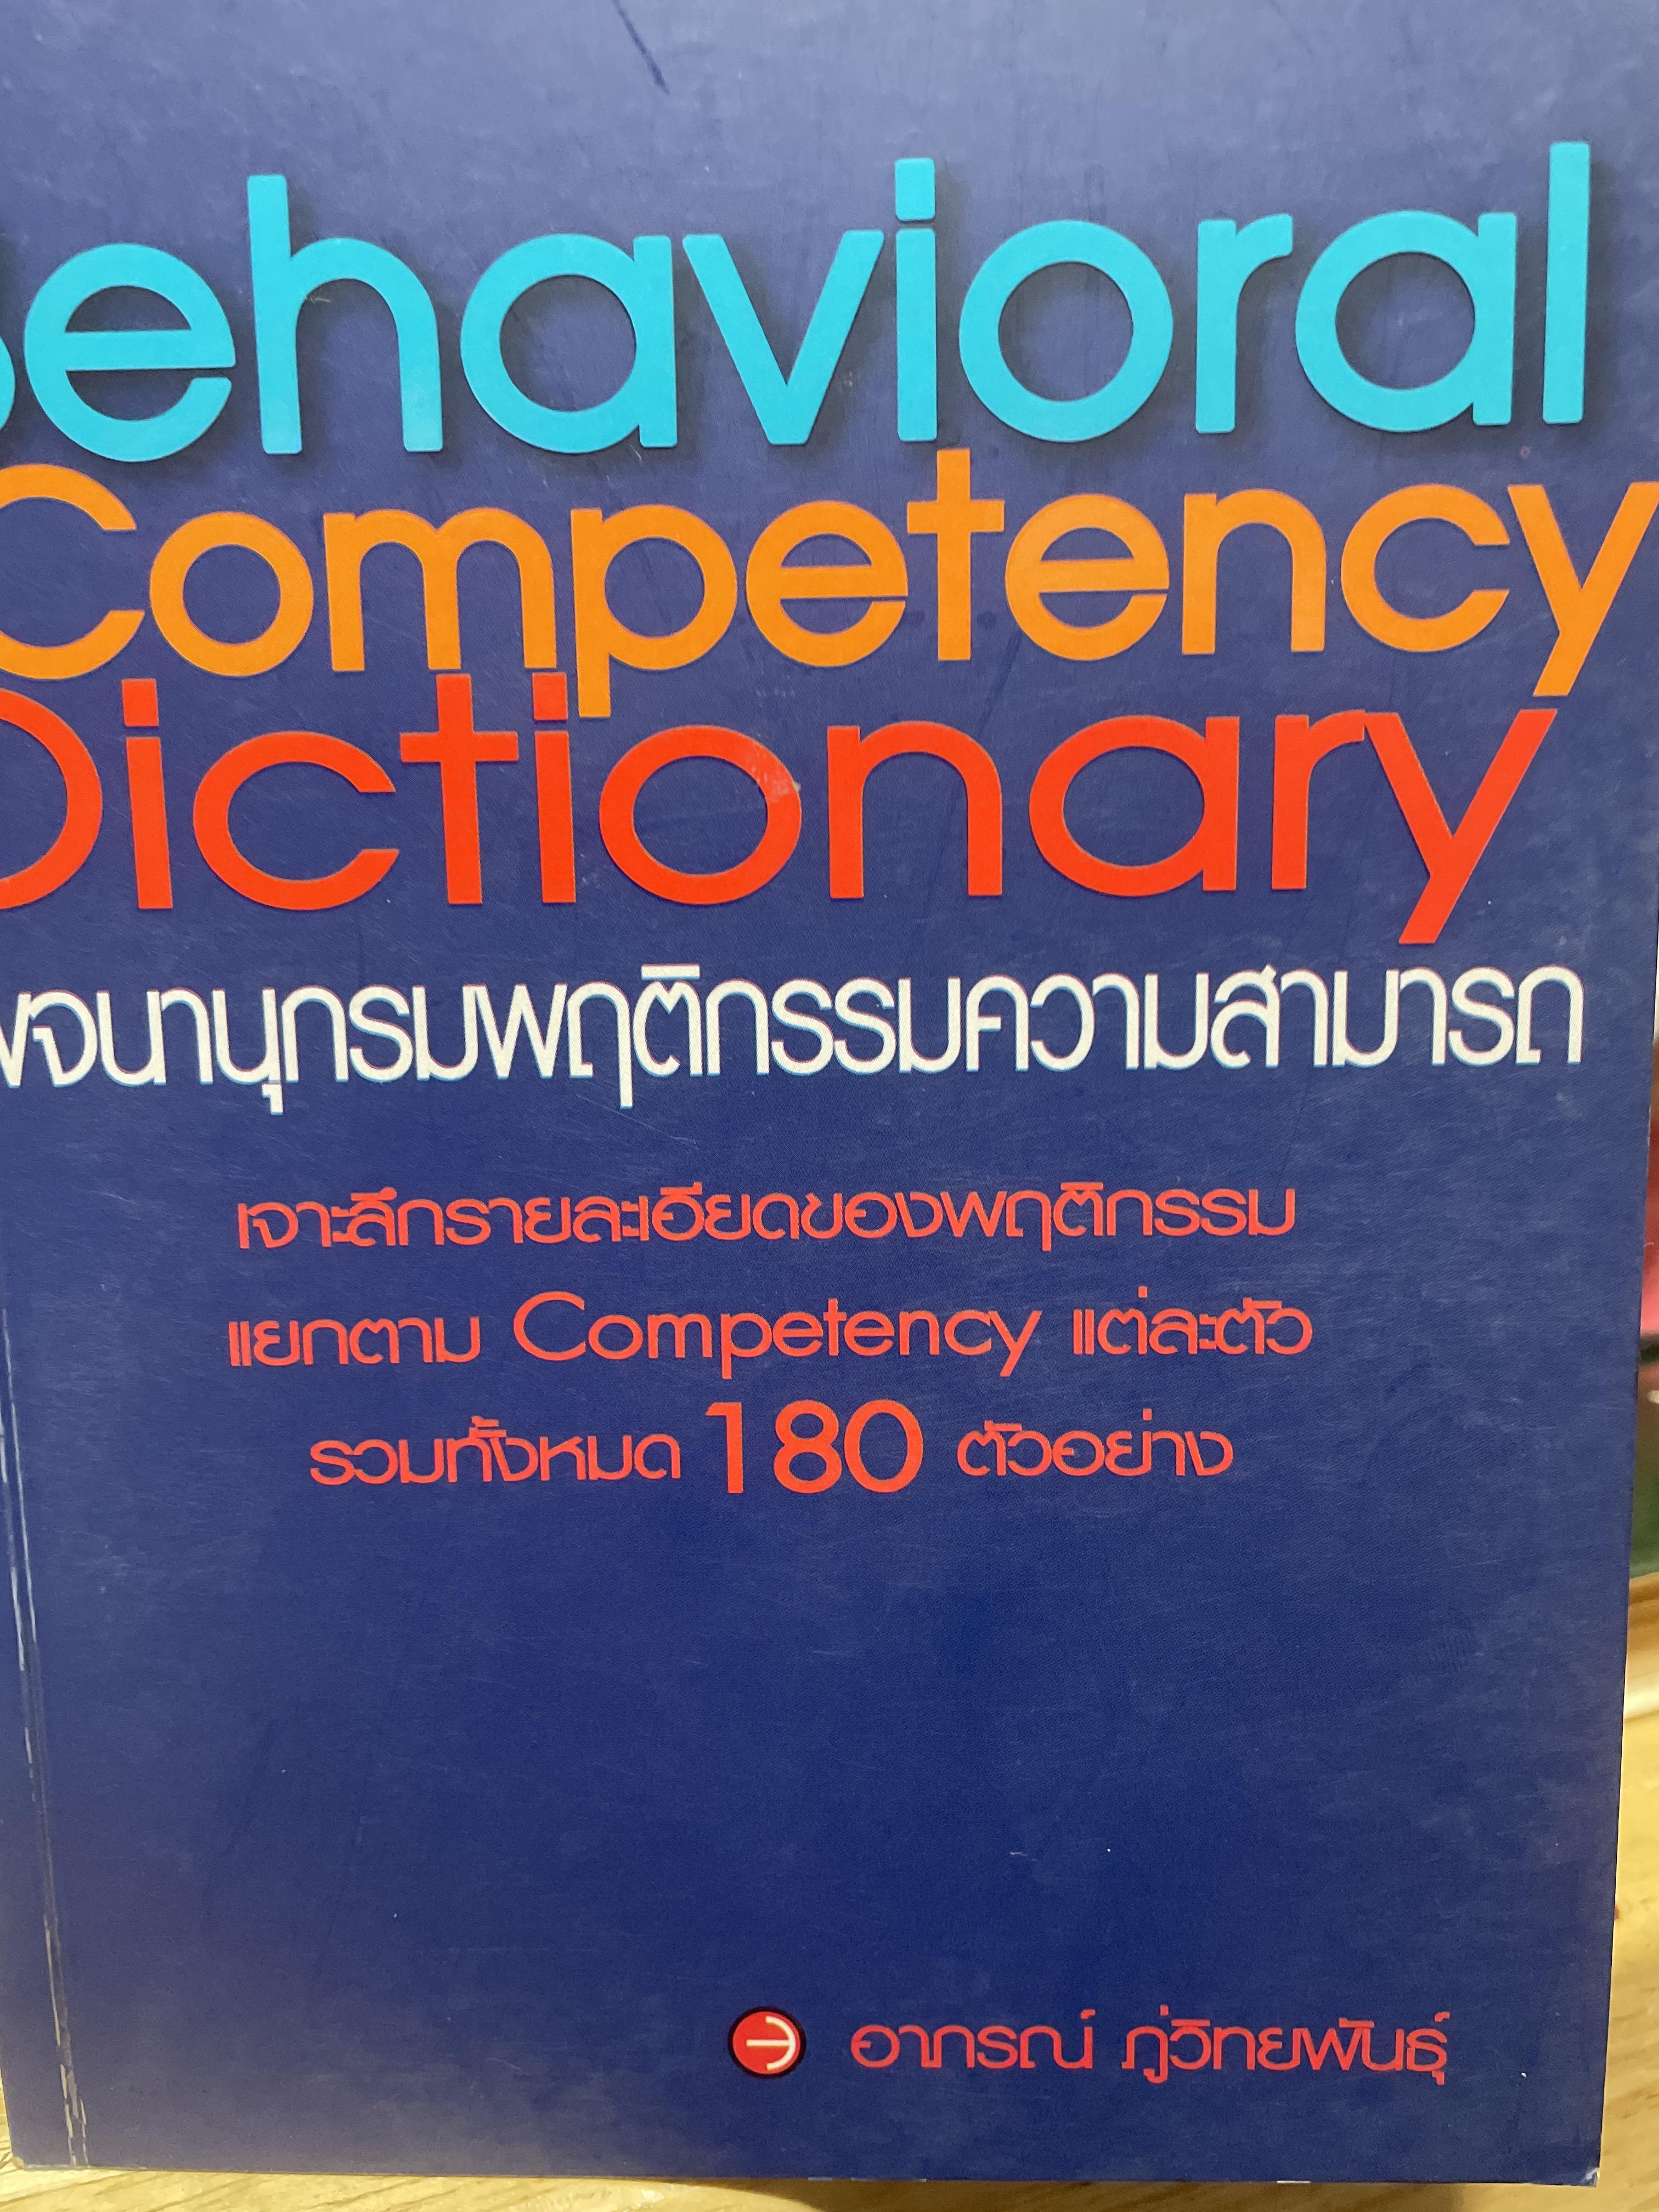 Behavioral
Competency
Dictionary
พจนานุกรมพฤติกรรมความสามารถ
เจาะลึกรายละเอียดของพฤติกรรม
แยกตาม Competency แต่ละตัว
รวมทั้งหมด 180 ตัวอย่าง
อาภรณ์ ภู่วิทยพันธุ์